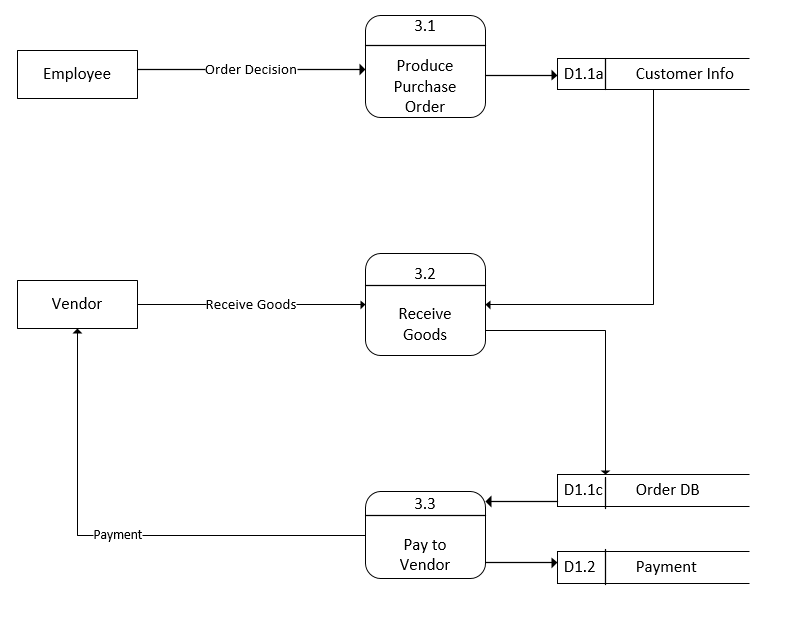 3.1
Employee
Order Decision
Produce
Purchase
Order
D1.1a
Customer Info
3.2
Vendor
Receive Goods
Receive
Goods
D1.1c
Order DB
3.3
Payment
Pay to
Vendor
D1.2
Payment